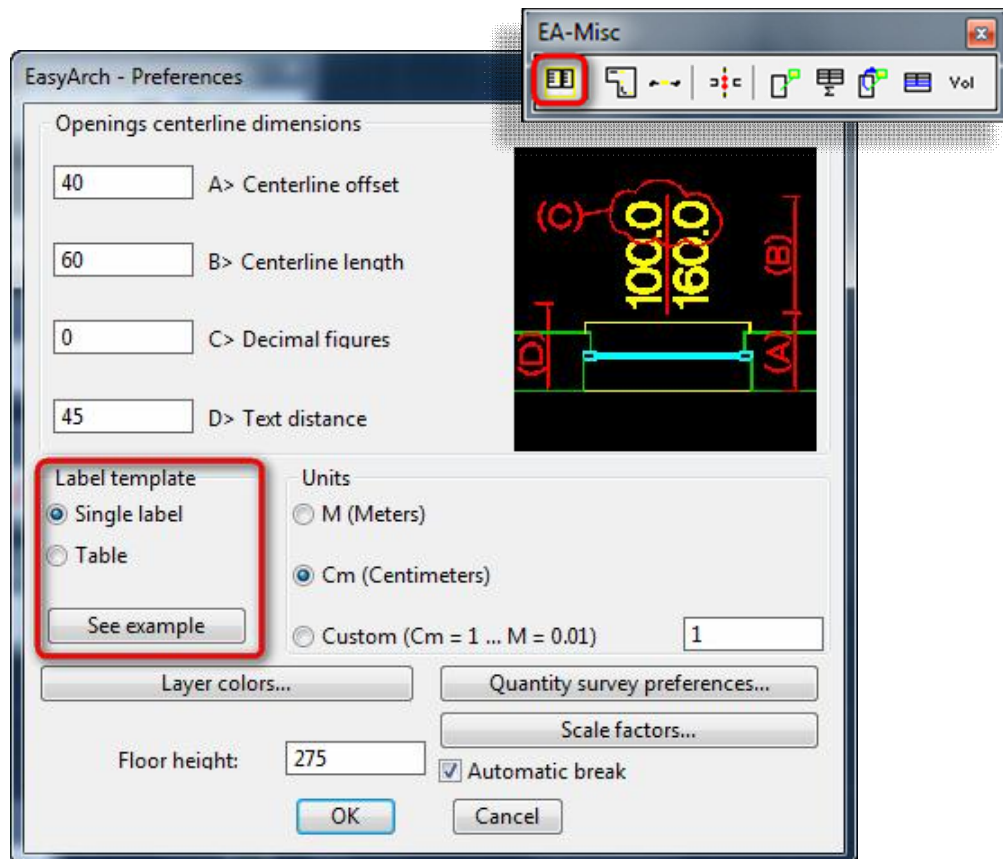 EA-Misc
Vol
EasyArch - Preferences
Openings centerline dimensions
40
A> Centerline offset
60
B> Centerline length
0
C> Decimal figures
45
D> Text distance
(C)
100.0
160.0
(B)
(D)
(A)
Label template
Single label
Table
See example
Units
M (Meters)
Cm (Centimeters)
Custom (Cm = 1 ... M = 0.01)
1
Layer colors...
Quantity survey preferences...
Scale factors...
Floor height:
275
Automatic break
OK
Cancel